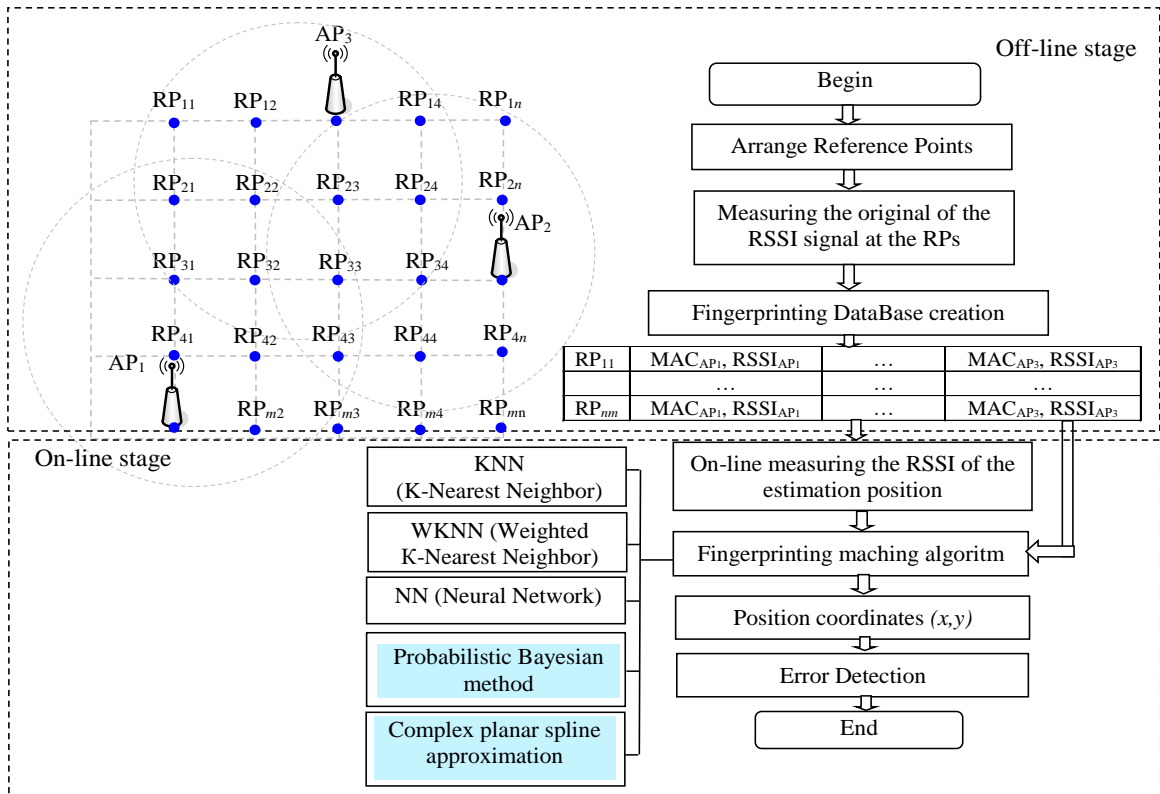 Off-line stage
AP3
RP11 RP12 RP14 RP1n
RP21 RP22 RP23 RP24 RP2n
AP2
RP31 RP32 RP33 RP34
RP41 RP42 RP43 RP44 RP4n
AP1
RPm2 RPm3 RPm4 RPmn
Begin
Arrange Reference Points
Measuring the original of the
RSSI signal at the RPs
Fingerprinting DataBase creation
RP11 MACAP1, RSSIAP1 … MACAP3, RSSIAP3
… … …
RPnm MACAP1, RSSIAP1 … MACAP3, RSSIAP3
On-line stage
KNN
(K-Nearest Neighbor)
WKNN (Weighted
K-Nearest Neighbor)
NN (Neural Network)
Probabilistic Bayesian
method
Complex planar spline
approximation
On-line measuring the RSSI of the
estimation position
Fingerprinting maching algoritm
Position coordinates (x,y)
Error Detection
End